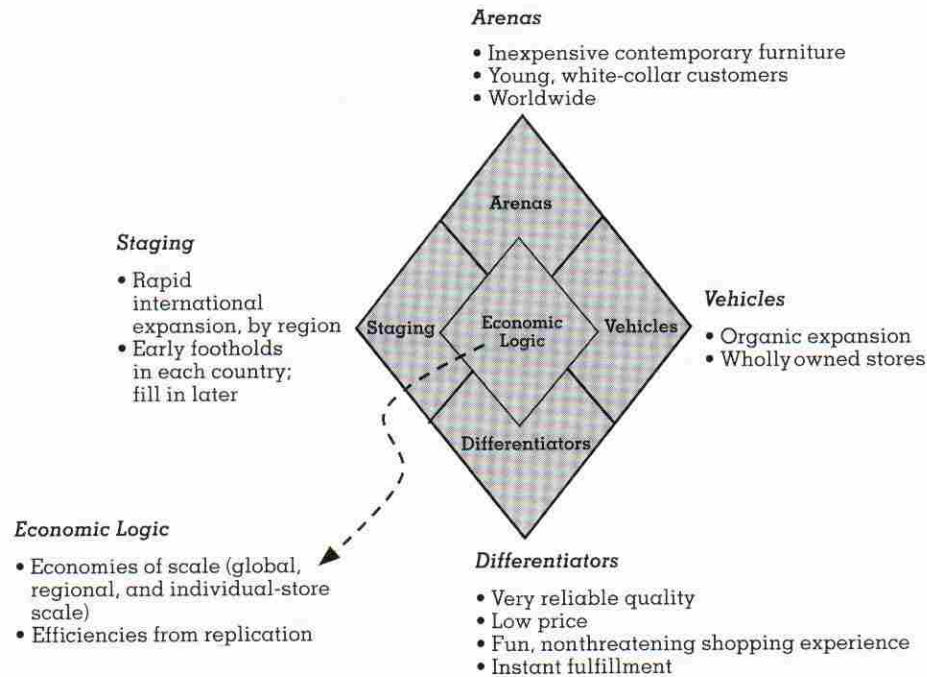 Arenas
• Inexpensive contemporary furniture
• Young, white-collar customers
• Worldwide
Arenas
Staging
• Rapid
international
expansion, by region
• Early footholds
in each country;
fill in later
Staging
Economic
Logic
Vehicles
Vehicles
• Organic expansion
• Wholly owned stores
Differentiators
Economic Logic
• Economies of scale (global,
regional, and individual-store
scale)
• Efficiencies from replication
Differentiators
• Very reliable quality
• Low price
• Fun, nonthreatening shopping experience
• Instant fulfillment